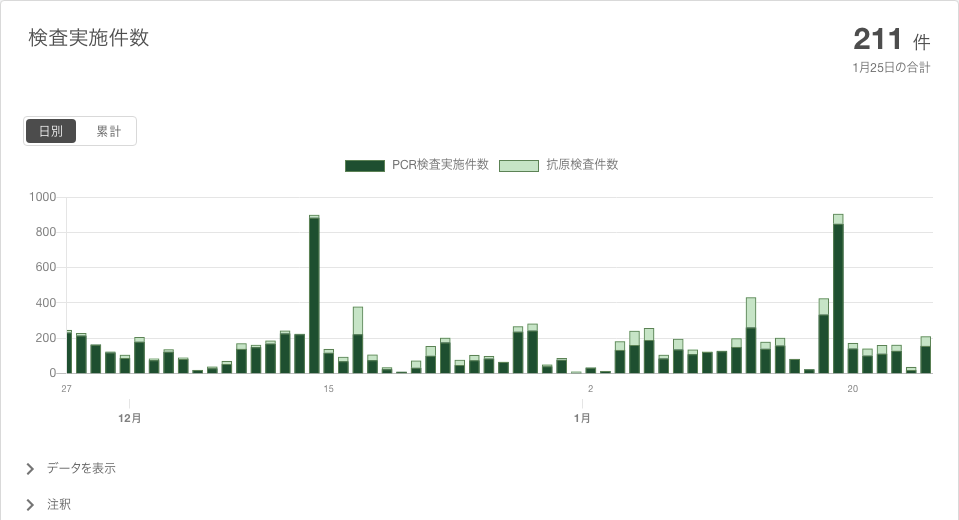 検査実施件数
211 件
1月25日の合計
日別 累計
PCR検査実施件数 抗原検査件数
1000
800
600
400
200
0
27 15 2 20
12月 1月
データを表示
注釈